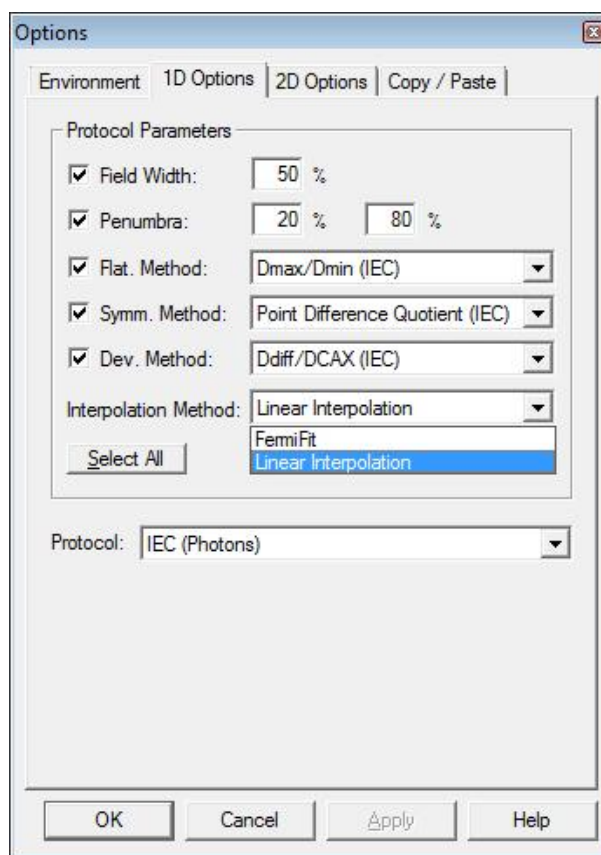 Options
Environment 1D Options 2D Options Copy / Paste
Protocol Parameters
Field Width: 50 %
Penumbra: 20 % 80 %
Flat. Method: Dmax/Dmin (IEC)
Symm. Method: Point Difference Quotient (IEC)
Dev. Method: Ddiff/DCAX (IEC)
Interpolation Method: Linear Interpolation
FermiFit
Select All Linear Interpolation
Protocol: IEC (Photons)
OK Cancel Apply Help